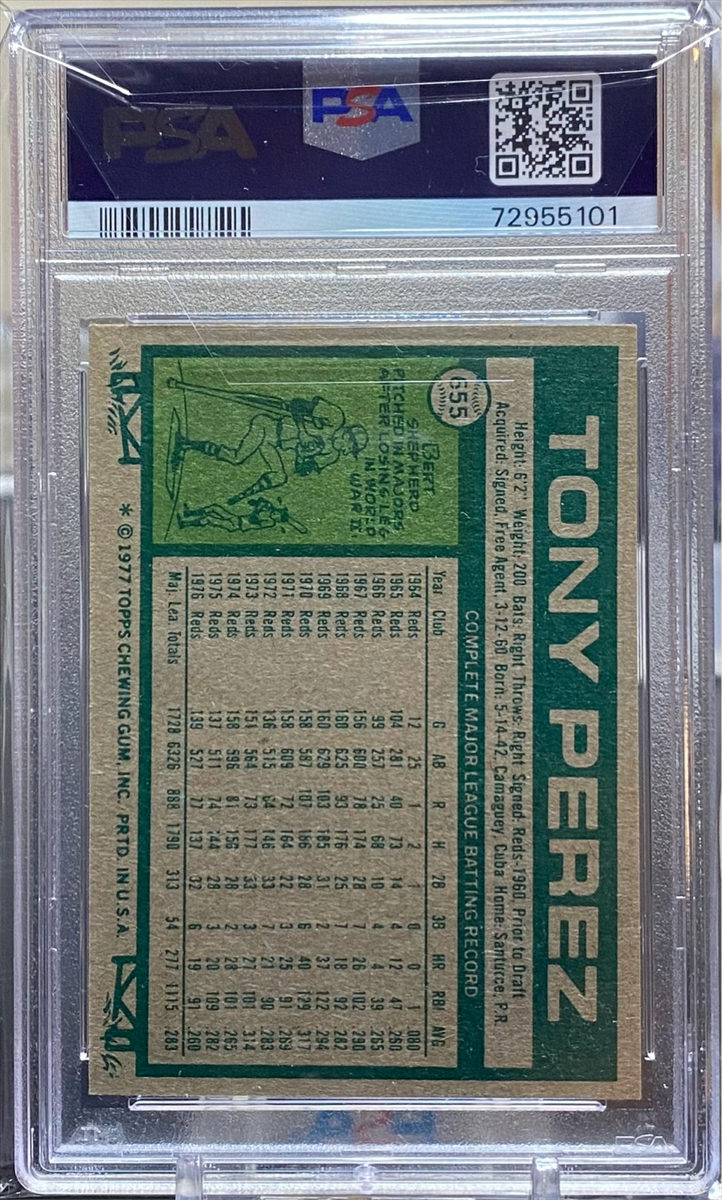 PSA
PSA
72955101
655
TONY PEREZ
Height: 6'2" Weight: 200 Bats: Right Throws: Right Signed: Reds-1960, Prior to Draft
Acquired: Signed, Free Agent, 3-12-60 Born: 5-14-42, Camaguey, Cuba Home: Santurce, P.R.
COMPLETE MAJOR LEAGUE BATTING RECORD
Year Club G AB R H 2B 3B HR RBI AVG
1964 Reds 12 25 1 2 1 0 0 1 .080
1965 Reds 104 281 40 73 14 4 12 47 .260
1966 Reds 99 257 25 68 10 4 4 39 .265
1967 Reds 156 600 78 174 28 7 26 102 .290
1968 Reds 160 625 93 176 25 7 18 92 .282
1969 Reds 160 629 103 185 31 2 37 122 .294
1970 Reds 158 587 107 186 28 6 40 129 .317
1971 Reds 158 609 72 164 22 3 25 91 .269
1972 Reds 136 515 64 146 33 7 21 90 .283
1973 Reds 151 564 73 177 33 3 27 101 .314
1974 Reds 158 596 81 158 28 2 28 101 .265
1975 Reds 137 511 74 144 28 3 20 109 .282
1976 Reds 139 527 77 137 32 6 19 91 .260
Maj. Lea. Totals 1728 6326 888 1790 313 54 277 1115 .283
BERT
SHEPHERD
PITCHED IN MAJORS
AFTER LOSING LEG
IN WORLD
WAR II
* © 1977 TOPPS CHEWING GUM, INC. PRTD. IN U.S.A.
PSA